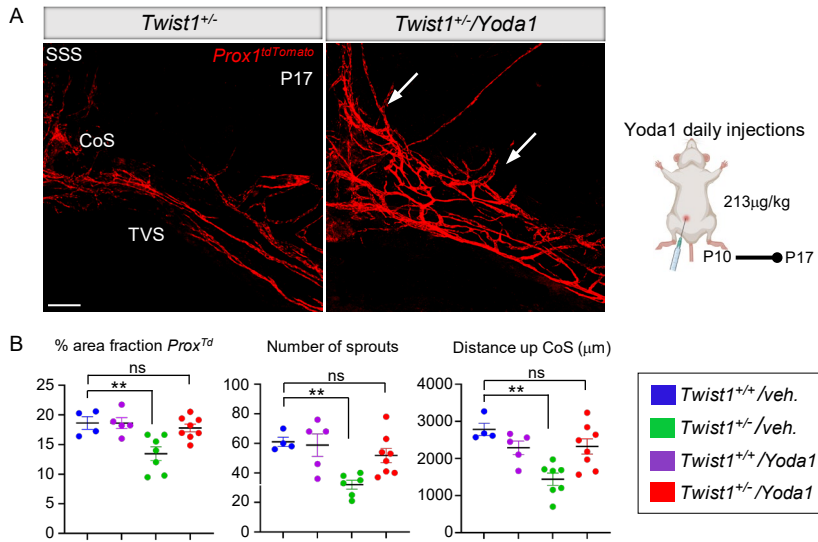 A
Twist1+/-
Twist1+/-/Yoda1
SSS
Prox1tdTomato
P17
CoS
TVS
Yoda1 daily injections
213µg/kg
P10
P17
B
% area fraction ProxTd
Number of sprouts
Distance up CoS (µm)
ns
**
25
20
15
10
5
0
ns
**
100
80
60
40
20
0
ns
**
4000
3000
2000
1000
0
Twist1+/+/veh.
Twist1+/-/veh.
Twist1+/+/Yoda1
Twist1+/-/Yoda1